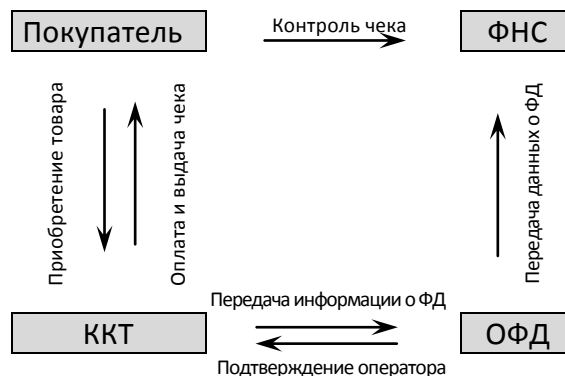 Покупатель
Контроль чека
ФНС
Приобретение товара
Оплата и выдача чека
Передача данных о ФД
ККТ
Передача информации о ФД
Подтверждение оператора
ОФД